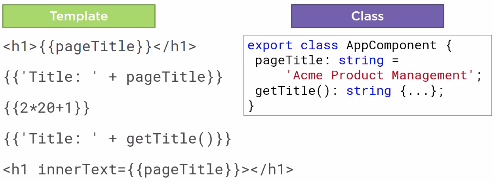 Template
<h1>{{pageTitle}}</h1>
{{'Title: ' + pageTitle}}
{{2*20+1}}
{{'Title: ' + getTitle()}}
<h1 innerText={{pageTitle}}></h1>
Class
export class AppComponent {
pageTitle: string =
'Acme Product Management';
getTitle(): string {...};
}